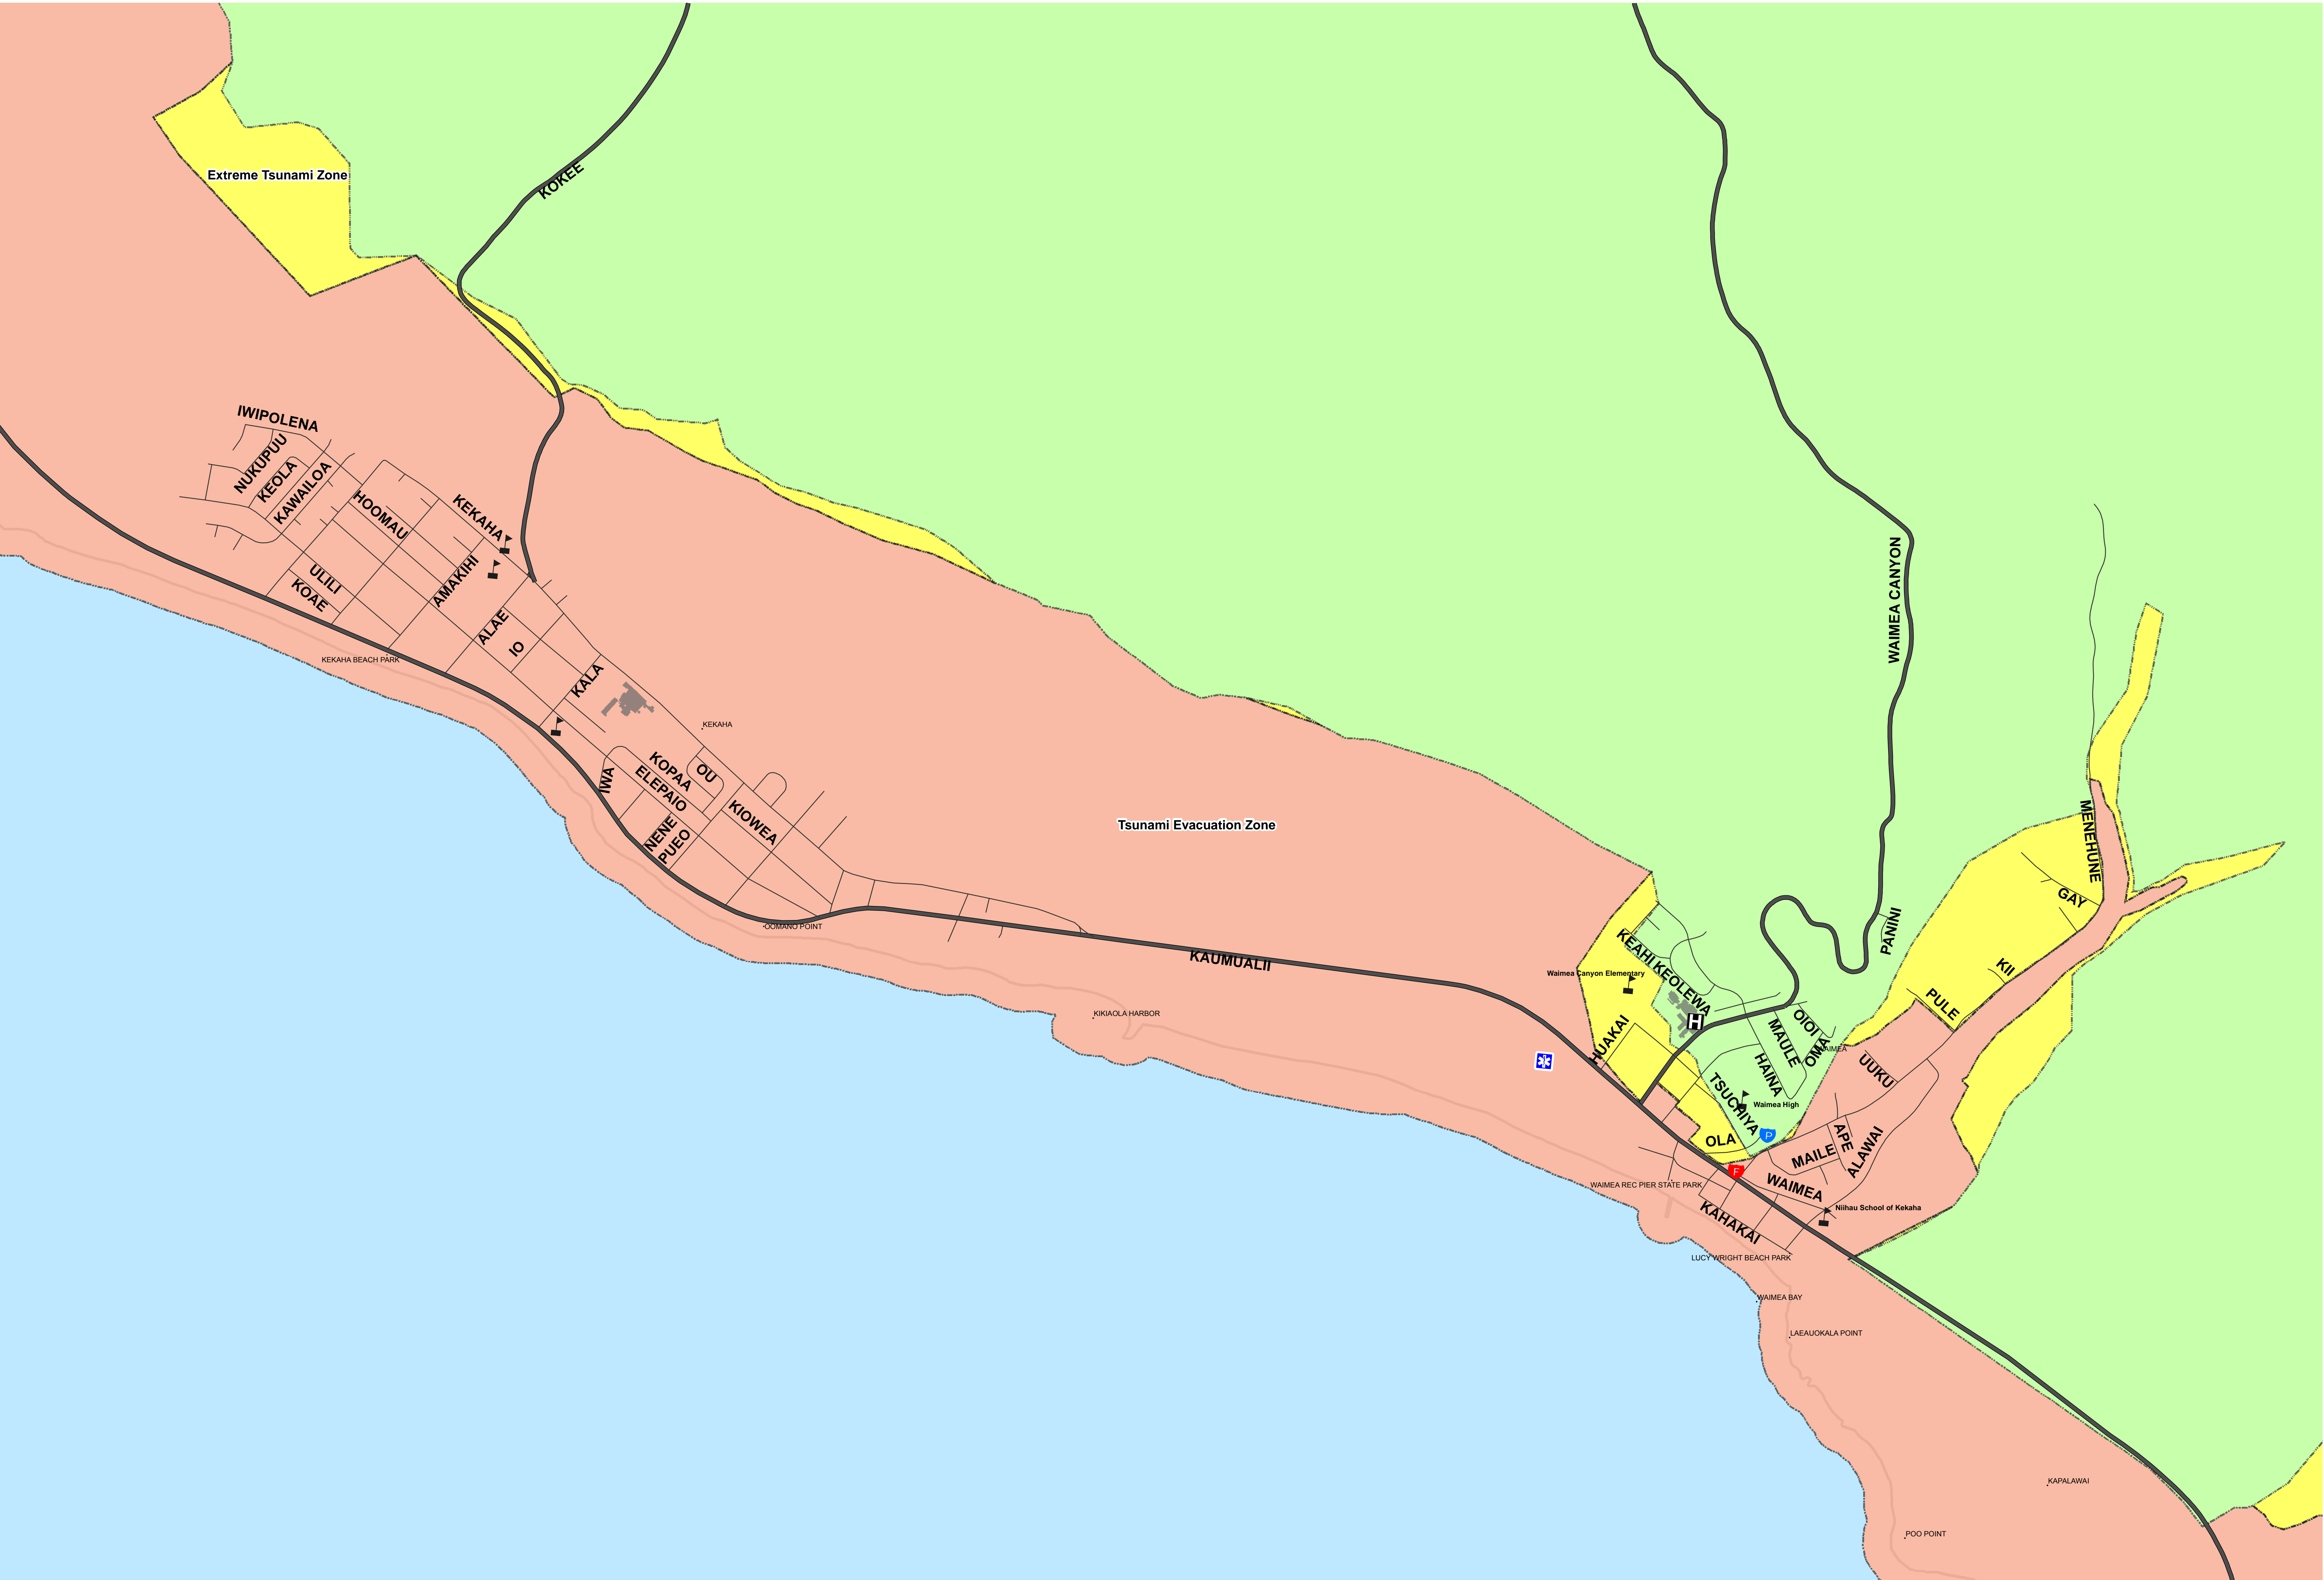 KOKEE
Extreme Tsunami Zone
IWIPOLENA
NUKUPUU
KEOLA
KAWAILOA
HOOMAU
KEKAHA
AMAKIHI
ULILI
KOAE
ALAE
IO
KEKAHA BEACH PARK
KALA
KEKAHA
IWA
KOPAA
OU
ELEPAIO
KIOWEA
NENE
PUEO
OOMANO POINT
Tsunami Evacuation Zone
KAUMUALII
KIKIAOLA HARBOR
WAIMEA CANYON
MENEHUNE
GAY
PANINI
KII
PULE
KEAHI KEOLEWA
Waimea Canyon Elementary
H
HUAKAI
OIOI
MAULE
OMA
WAIMEA
HAINA
UUKU
TSUCHIYA
Waimea High
P
OLA
APE
MAILE
ALAWAI
F
WAIMEA REC PIER STATE PARK
WAIMEA
KAHAKAI
Niihau School of Kekaha
LUCY WRIGHT BEACH PARK
WAIMEA BAY
LAEAUOKALA POINT
KAPALAWAI
POO POINT